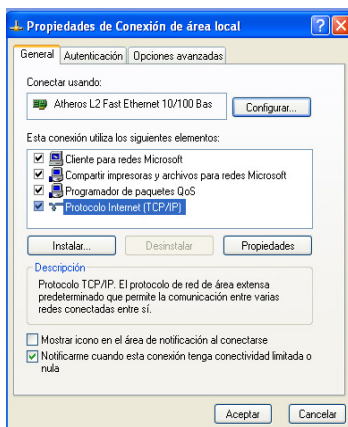 Propiedades de Conexión de área local
General Autenticación Opciones avanzadas
Conectar usando:
Atheros L2 Fast Ethernet 10/100 Bas
Configurar...
Esta conexión utiliza los siguientes elementos:
Cliente para redes Microsoft
Compartir impresoras y archivos para redes Microsoft
Programador de paquetes QoS
Protocolo Internet (TCP/IP)
Instalar... Desinstalar Propiedades
Descripción
Protocolo TCP/IP. El protocolo de red de área extensa
predeterminado que permite la comunicación entre varias
redes conectadas entre sí.
Mostrar icono en el área de notificación al conectarse
Notificarme cuando esta conexión tenga conectividad limitada o
nula
Aceptar Cancelar